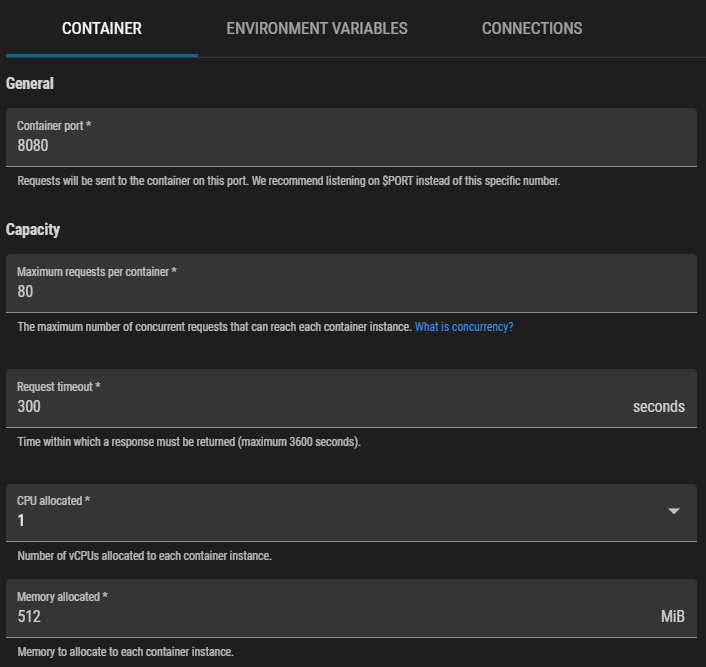 CONTAINER
ENVIRONMENT VARIABLES
CONNECTIONS
General
Container port *
8080
Requests will be sent to the container on this port. We recommend listening on $PORT instead of this specific number.
Capacity
Maximum requests per container *
80
The maximum number of concurrent requests that can reach each container instance. What is concurrency?
Request timeout *
300 seconds
Time within which a response must be returned (maximum 3600 seconds).
CPU allocated *
1
Number of vCPUs allocated to each container instance.
Memory allocated *
512 MiB
Memory to allocate to each container instance.